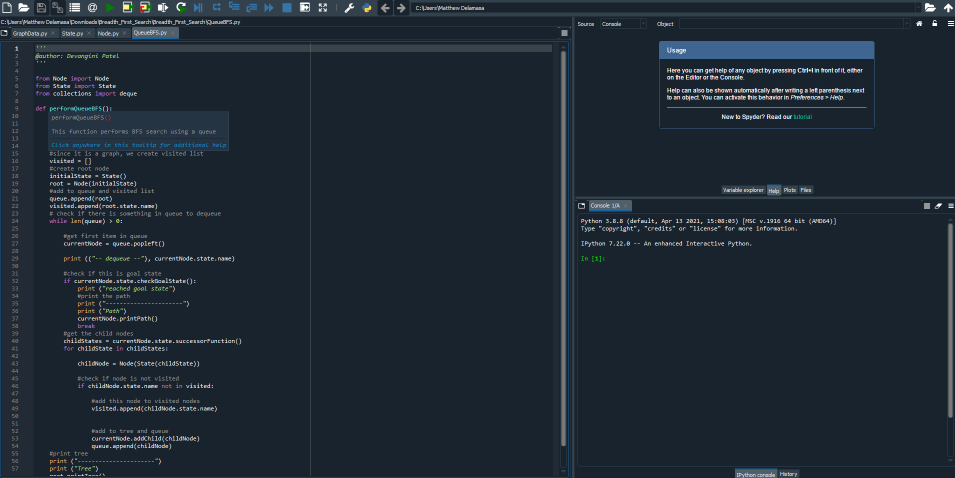 C:\Users\Matthew Delamasa
C:\Users\Matthew Delamasa\Downloads\Breadth_First_Search\Breadth_First_Search\QueueBFS.py
GraphData.py
State.py
Node.py
QueueBFS.py
1 '''
2 @author: Devangini Patel
3 '''
4
5 from Node import Node
6 from State import State
7 from collections import deque
8
9 def performQueueBFS():
10
performQueueBFS()
11
12
This function performs BFS search using a queue
13
14
Click anywhere in this tooltip for additional help
15 #since it is a graph, we create visited list
16 visited = []
17 #create root node
18 initialState = State()
19 root = Node(initialState)
20 #add to queue and visited list
21 queue.append(root)
22 visited.append(root.state.name)
23 # check if there is something in queue to dequeue
24 while len(queue) > 0:
25
26 #get first item in queue
27 currentNode = queue.popleft()
28
29 print (("-- dequeue --"), currentNode.state.name)
30
31 #check if this is goal state
32 if currentNode.state.checkGoalState():
33 print ("reached goal state")
34 #print the path
35 print ("----------------------")
36 print ("Path")
37 currentNode.printPath()
38 break
39 #get the child nodes
40 childStates = currentNode.state.successorFunction()
41 for childState in childStates:
42
43 childNode = Node(State(childState))
44
45 #check if node is not visited
46 if childNode.state.name not in visited:
47
48 #add this node to visited nodes
49 visited.append(childNode.state.name)
50
51
52 #add to tree and queue
53 currentNode.addChild(childNode)
54 queue.append(childNode)
55 #print tree
56 print ("----------------------")
57 print ("Tree")
root.printTree()
Source Console Object
Usage
Here you can get help of any object by pressing Ctrl+I in front of it, either
on the Editor or the Console.
Help can also be shown automatically after writing a left parenthesis next
to an object. You can activate this behavior in Preferences > Help.
New to Spyder? Read our tutorial
Variable explorer Help Plots Files
Console 1/A
Python 3.8.8 (default, Apr 13 2021, 15:08:03) [MSC v.1916 64 bit (AMD64)]
Type "copyright", "credits" or "license" for more information.
IPython 7.22.0 -- An enhanced Interactive Python.
In [1]:
IPython console History